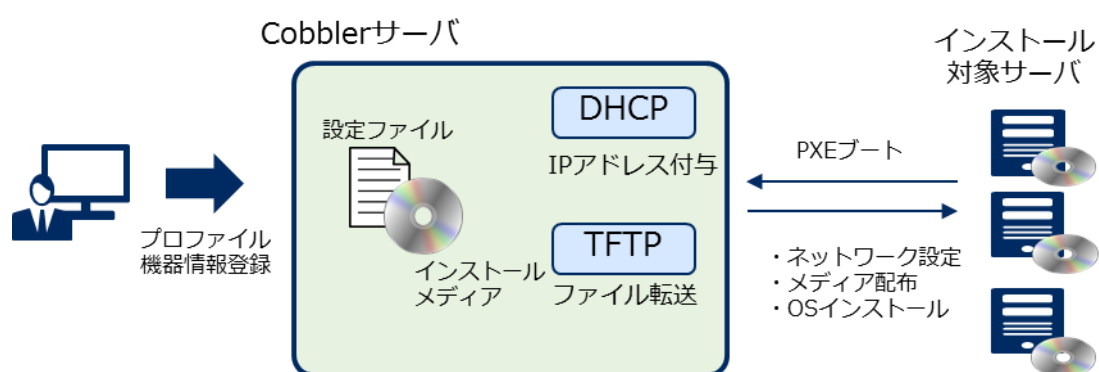 Cobblerサーバ
インストール
対象サーバ
設定ファイル
DHCP
IPアドレス付与
PXEブート
プロファイル
機器情報登録
インストール
メディア
TFTP
ファイル転送
・ネットワーク設定
・メディア配布
・OSインストール